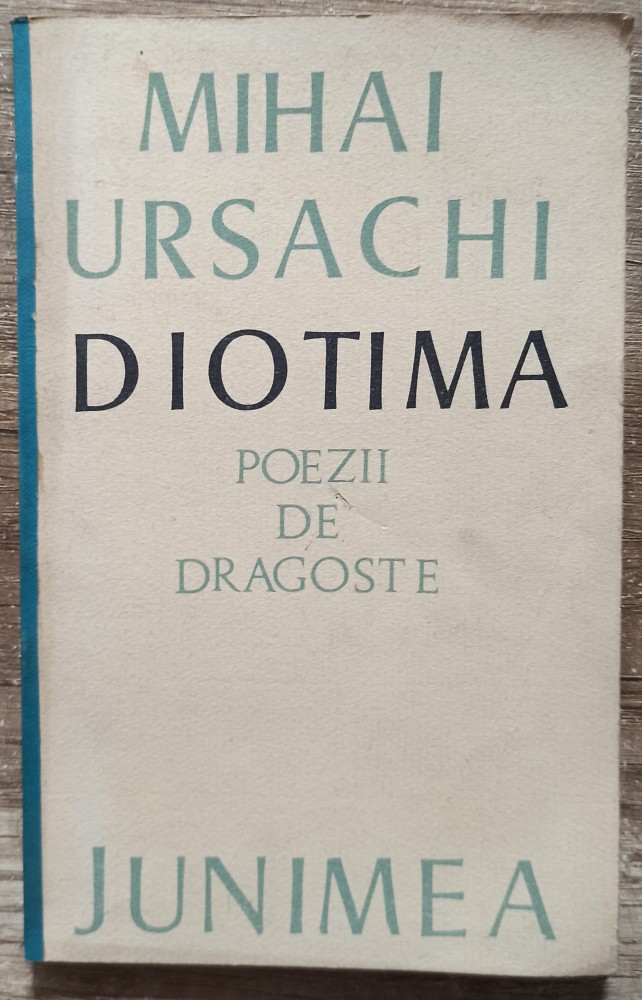 MIHAI
URSACHI
DIOTIMA
POEZII
DE
DRAGOSTE
JUNIMEA